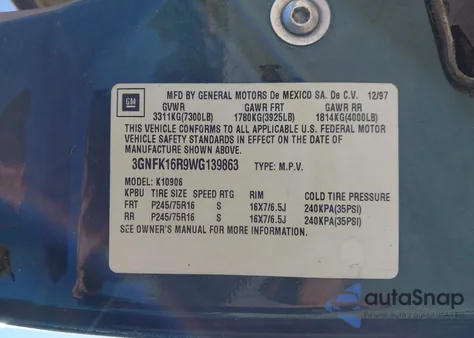 GM
MFD BY GENERAL MOTORS De MEXICO SA. De C.V. 12/97
GVWR GAWR FRT GAWR RR
3311KG(7300LB) 1780KG(3925LB) 1814KG(4000LB)
THIS VEHICLE CONFORMS TO ALL APPLICABLE U.S. FEDERAL MOTOR
VEHICLE SAFETY STANDARDS IN EFFECT ON THE DATE OF
MANUFACTURE SHOWN ABOVE.
3GNFK16R9WG139863 TYPE: M.P.V.
MODEL: K10906
KPBU TIRE SIZE SPEED RTG RIM COLD TIRE PRESSURE
FRT P245/75R16 S 16X7/6.5J 240KPA(35PSI)
RR P245/75R16 S 16X7/6.5J 240KPA(35PSI)
SEE OWNER'S MANUAL FOR MORE INFORMATION.
autoSnap